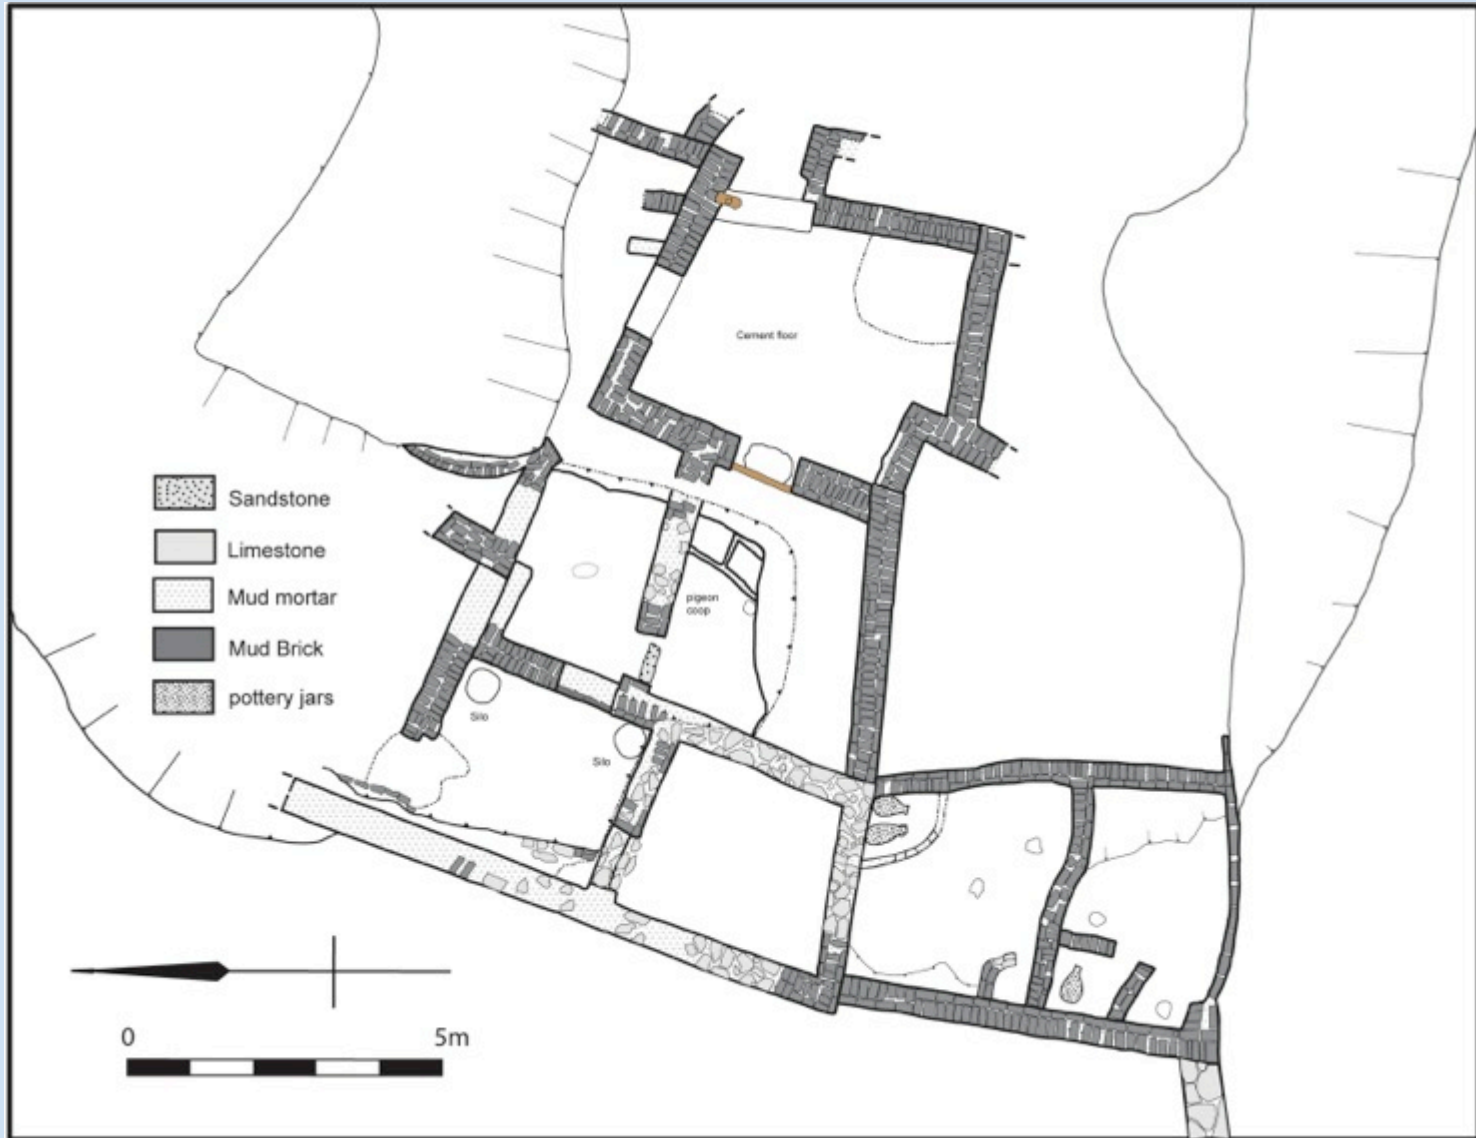 Cement floor
Sandstone
Limestone
Mud mortar
Mud Brick
pottery jars
pigeon
coop
Silo
Silo
0 5m